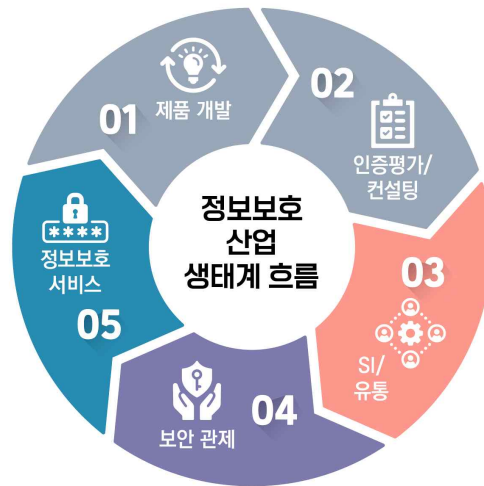 01 제품 개발
02
인증평가/
컨설팅
03
SI/
유통
04
보안 관제
05
****
정보보호
서비스
정보보호
산업
생태계 흐름